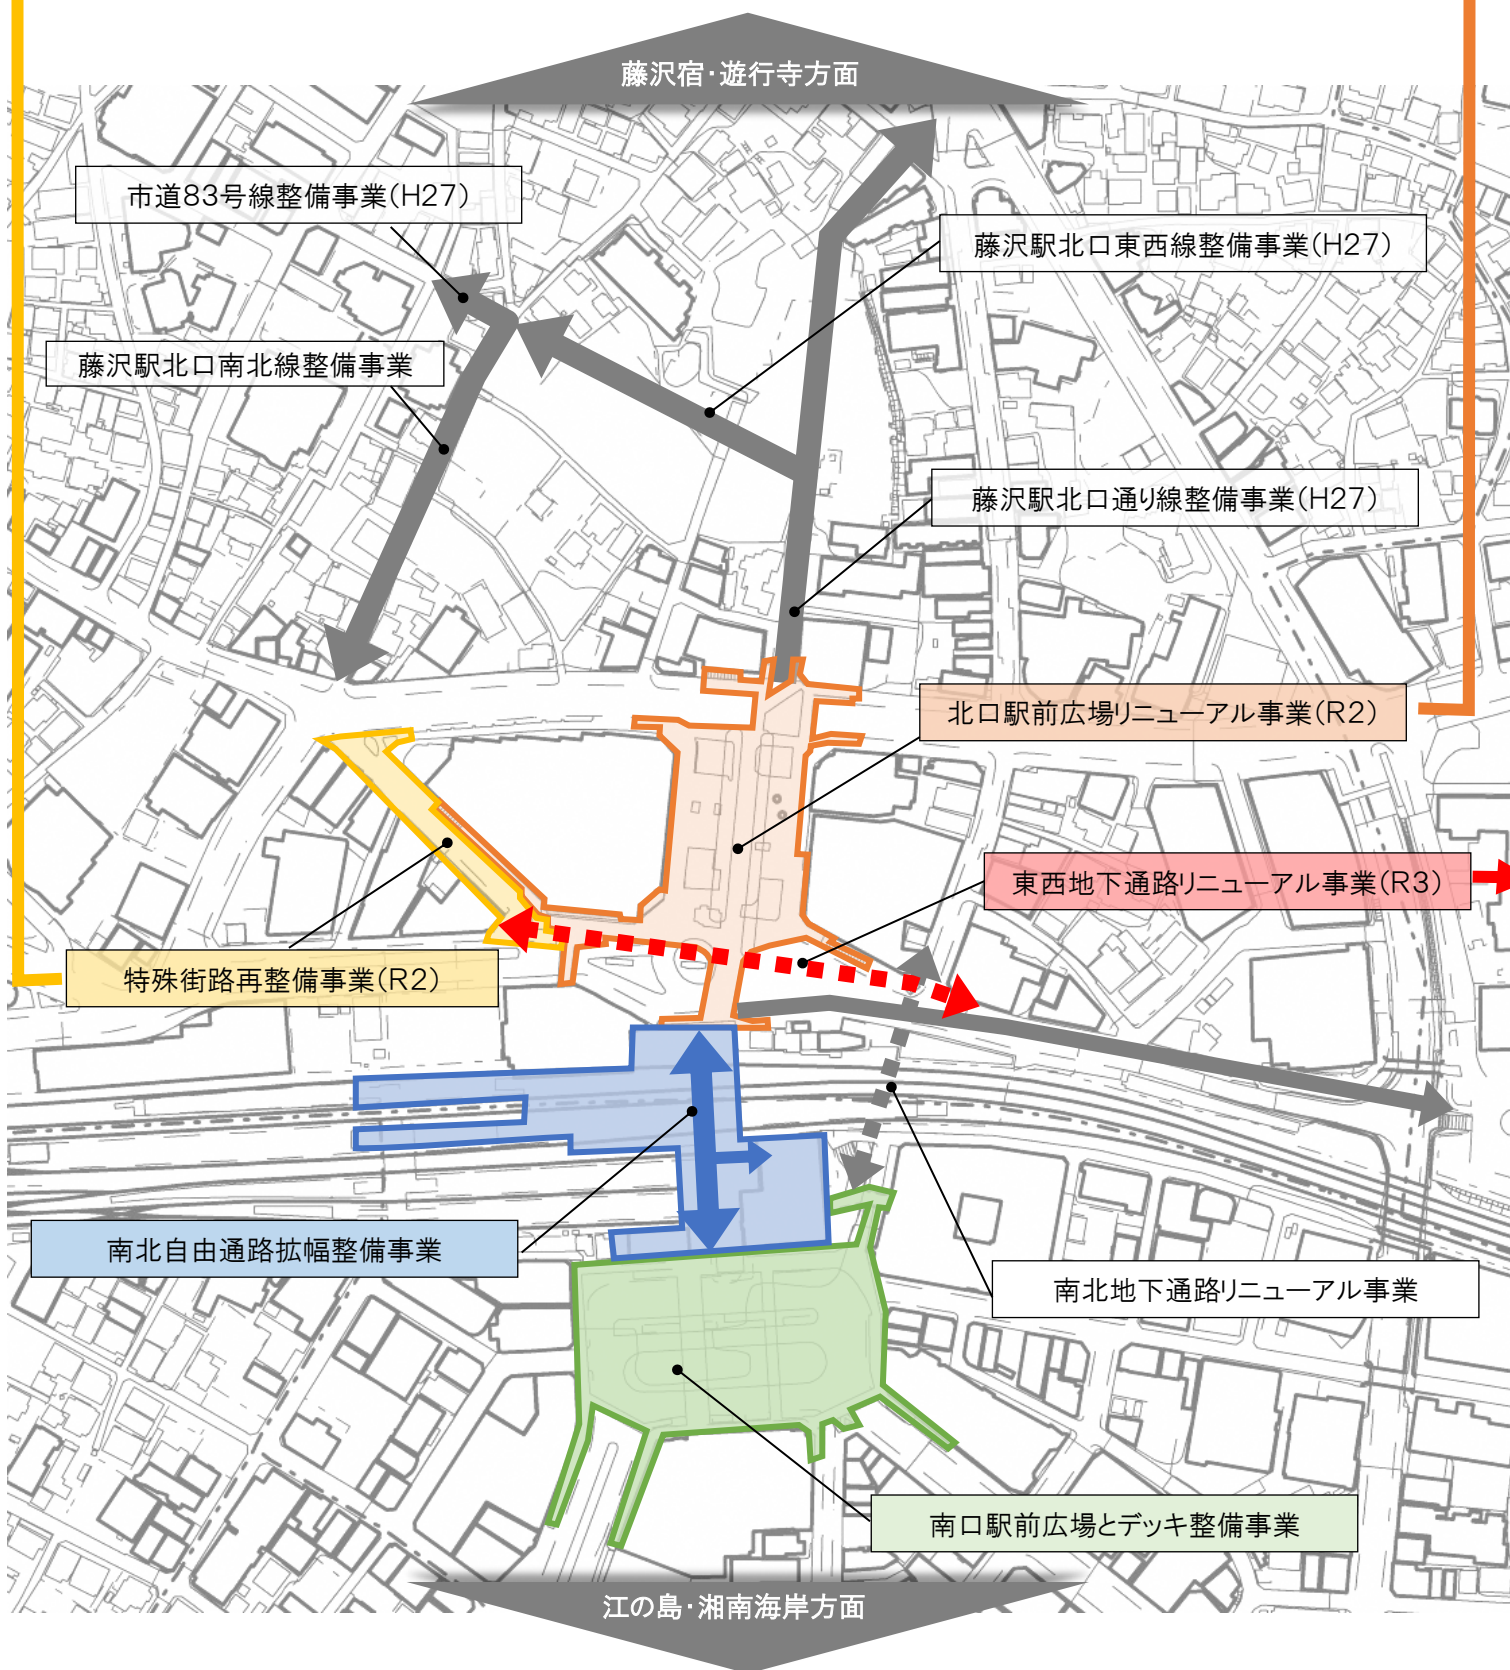 藤沢宿・遊行寺方面
市道83号線整備事業(H27)
藤沢駅北口東西線整備事業(H27)
藤沢駅北口南北線整備事業
藤沢駅北口通り線整備事業(H27)
北口駅前広場リニューアル事業(R2)
東西地下通路リニューアル事業(R3)
特殊街路再整備事業(R2)
南北自由通路拡幅整備事業
南北地下通路リニューアル事業
南口駅前広場とデッキ整備事業
江の島・湘南海岸方面